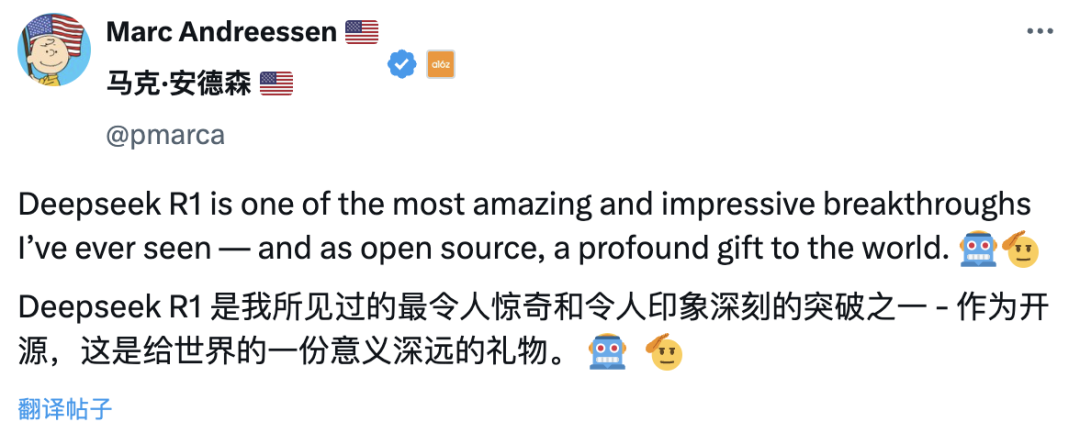 Marc Andreessen 🇺🇸
马克·安德森 🇺🇸
a16z
@pmarca
Deepseek R1 is one of the most amazing and impressive breakthroughs
I’ve ever seen — and as open source, a profound gift to the world. 🤖🫡
Deepseek R1 是我所见过的最令人惊奇和令人印象深刻的突破之一 - 作为开
源，这是给世界的一份意义深远的礼物。 🤖 🫡
翻译帖子